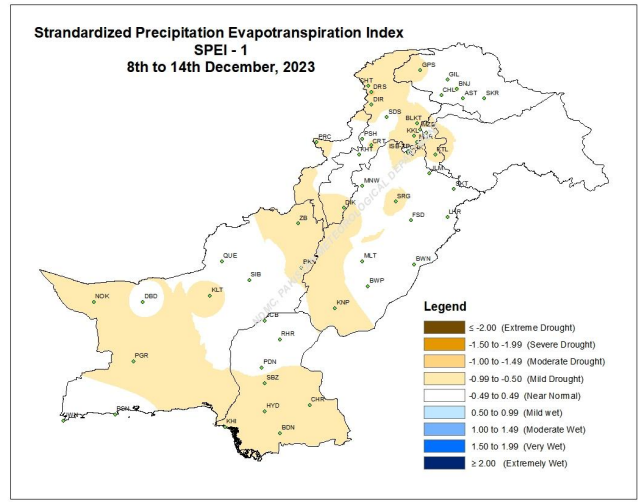 Strandardized Precipitation Evapotranspiration Index
SPEI - 1
8th to 14th December, 2023
GPS
GIL
BNJ
CHL
AST
SKR
DRS
DIR
SDS
BLKT
KKL
PRC
PSH
CRT
MNW
SRG
DIK
FSD
LHR
ZB
QUE
MLT
BWN
SIB
BWP
NOK
DBD
KLT
KNP
JCB
RHR
PGR
PDN
SBZ
HYD
CHR
KHI
BDN
Legend
≤ -2.00 (Extreme Drought)
-1.50 to -1.99 (Severe Drought)
-1.00 to -1.49 (Moderate Drought)
-0.99 to -0.50 (Mild Drought)
-0.49 to 0.49 (Near Normal)
0.50 to 0.99 (Mild wet)
1.00 to 1.49 (Moderate Wet)
1.50 to 1.99 (Very Wet)
≥ 2.00 (Extremely Wet)